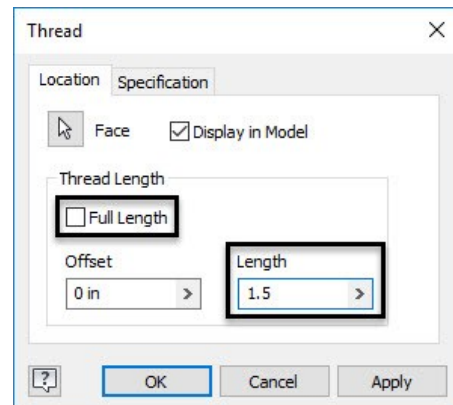 Thread
Location Specification
Face Display in Model
Thread Length
Full Length
Offset Length
0 in 1.5
OK Cancel Apply